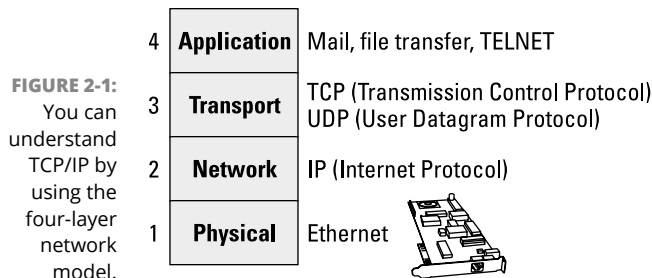 4 Application Mail, file transfer, TELNET
FIGURE 2-1:
You can
understand
TCP/IP by
using the
four-layer
network
model.
3 Transport TCP (Transmission Control Protocol)
UDP (User Datagram Protocol)
2 Network IP (Internet Protocol)
1 Physical Ethernet